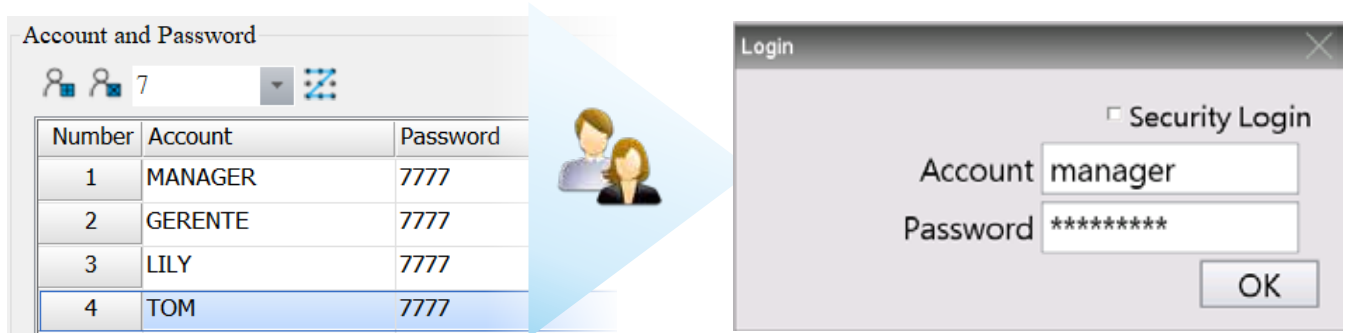 Account and Password
7
Number Account Password
1 MANAGER 7777
2 GERENTE 7777
3 LILY 7777
4 TOM 7777
Login
Security Login
Account manager
Password *********
OK